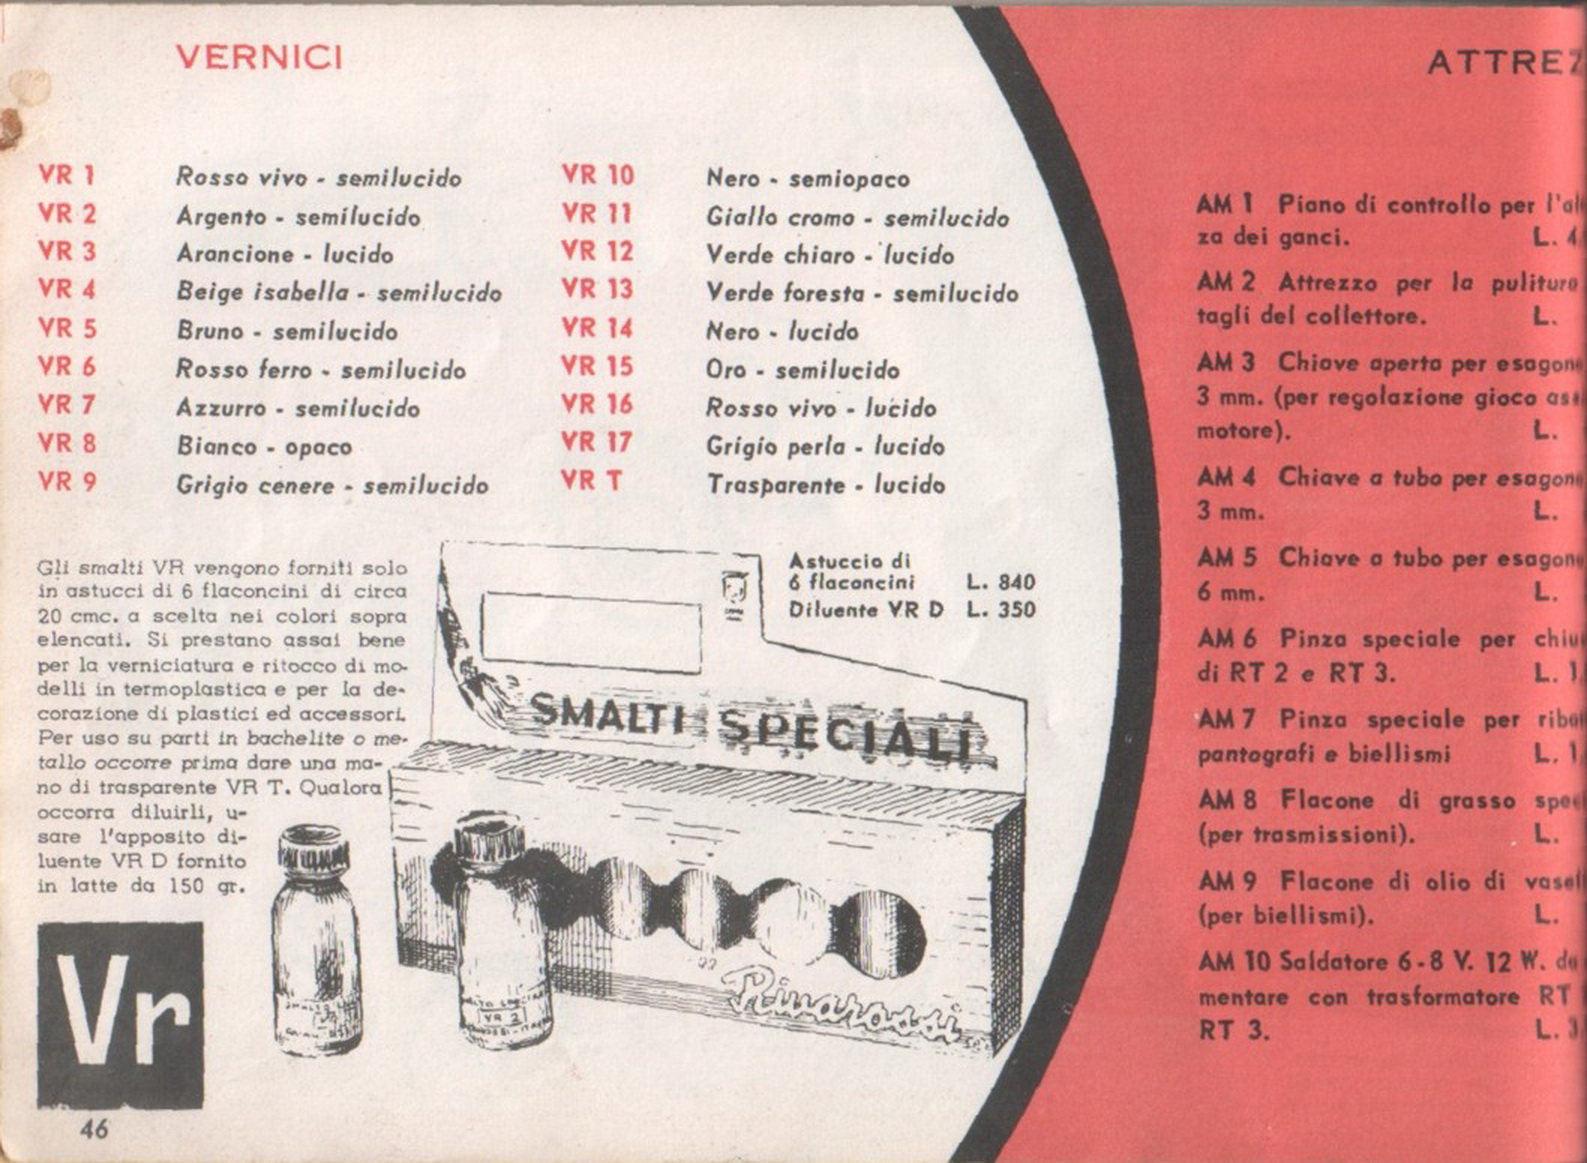 VERNICI
VR 1 Rosso vivo - semilucido
VR 2 Argento - semilucido
VR 3 Arancione - lucido
VR 4 Beige isabella - semilucido
VR 5 Bruno - semilucido
VR 6 Rosso ferro - semilucido
VR 7 Azzurro - semilucido
VR 8 Bianco - opaco
VR 9 Grigio cenere - semilucido
VR 10 Nero - semiopaco
VR 11 Giallo cromo - semilucido
VR 12 Verde chiaro - lucido
VR 13 Verde foresta - semilucido
VR 14 Nero - lucido
VR 15 Oro - semilucido
VR 16 Rosso vivo - lucido
VR 17 Grigio perla - lucido
VR T Trasparente - lucido
Gli smalti VR vengono forniti solo
in astucci di 6 flaconcini di circa
20 cmc. a scelta nei colori sopra
elencati. Si prestano assai bene
per la verniciatura e ritocco di mo-
delli in termoplastica e per la de-
corazione di plastici ed accessori.
Per uso su parti in bachelite o me-
tallo occorre prima dare una ma-
no di trasparente VR T. Qualora
occorra diluirli, u-
sare l'apposito di-
luente VR D fornito
in latte da 150 gr.
Astuccio di
6 flaconcini L. 840
Diluente VR D L. 350
SMALTI SPECIALI
VR 2
Rivarossi
Vr
46
ATTREZ
AM 1 Piano di controllo per l'al
za dei ganci. L. 4
AM 2 Attrezzo per la pulitura
tagli del collettore. L.
AM 3 Chiave aperta per esagon
3 mm. (per regolazione gioco
motore). L.
AM 4 Chiave a tubo per esagon
3 mm. L.
AM 5 Chiave a tubo per esagon
6 mm. L.
AM 6 Pinza speciale per chiu
di RT 2 e RT 3. L. 1
AM 7 Pinza speciale per riba
pantografi e biellismi L. 1
AM 8 Flacone di grasso spe
(per trasmissioni). L.
AM 9 Flacone di olio di vasel
(per biellismi). L.
AM 10 Saldatore 6-8 V. 12 W. da
mentare con trasformatore RT
RT 3. L. 3